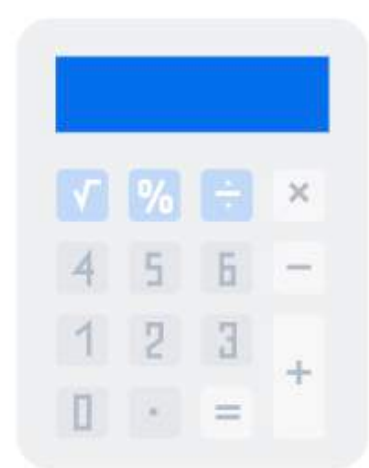 √ % ÷ ×
4 5 6 −
1 2 3 +
0 . =